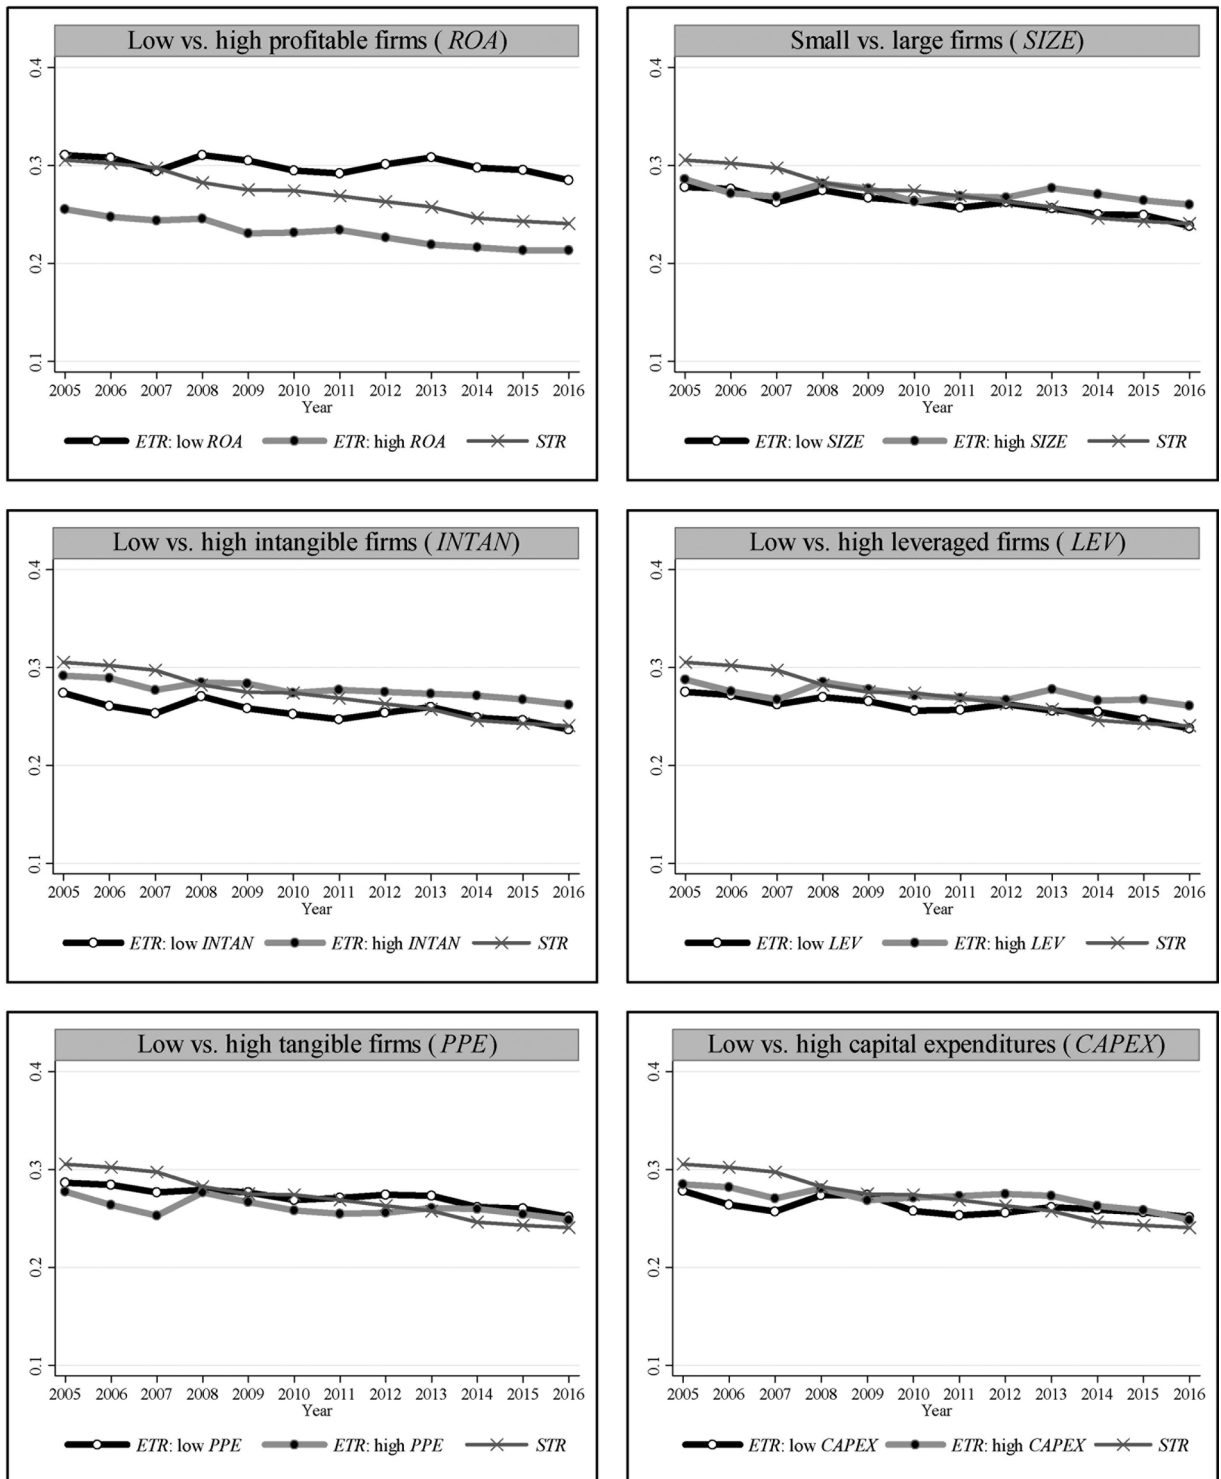 Low vs. high profitable firms (ROA)
0.4
0.3
0.2
0.1
2005 2006 2007 2008 2009 2010 2011 2012 2013 2014 2015 2016
Year
ETR: low ROA ETR: high ROA STR
Small vs. large firms (SIZE)
0.4
0.3
0.2
0.1
2005 2006 2007 2008 2009 2010 2011 2012 2013 2014 2015 2016
Year
ETR: low SIZE ETR: high SIZE STR
Low vs. high intangible firms (INTAN)
0.4
0.3
0.2
0.1
2005 2006 2007 2008 2009 2010 2011 2012 2013 2014 2015 2016
Year
ETR: low INTAN ETR: high INTAN STR
Low vs. high leveraged firms (LEV)
0.4
0.3
0.2
0.1
2005 2006 2007 2008 2009 2010 2011 2012 2013 2014 2015 2016
Year
ETR: low LEV ETR: high LEV STR
Low vs. high tangible firms (PPE)
0.4
0.3
0.2
0.1
2005 2006 2007 2008 2009 2010 2011 2012 2013 2014 2015 2016
Year
ETR: low PPE ETR: high PPE STR
Low vs. high capital expenditures (CAPEX)
0.4
0.3
0.2
0.1
2005 2006 2007 2008 2009 2010 2011 2012 2013 2014 2015 2016
Year
ETR: low CAPEX ETR: high CAPEX STR